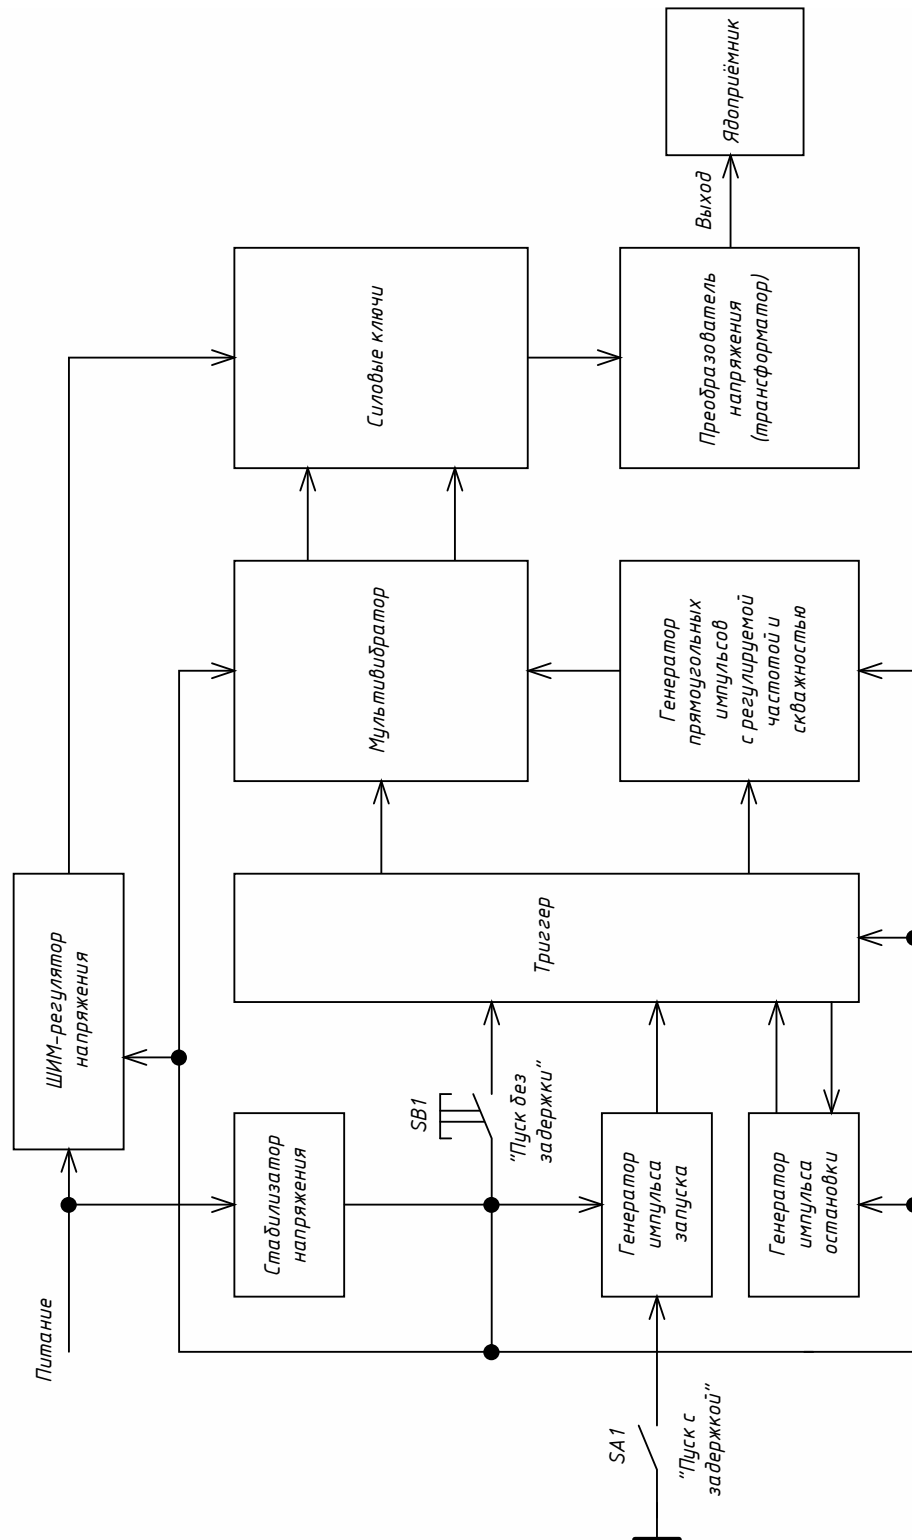 Питание
ШИМ-регулятор
напряжения
Стабилизатор
напряжения
SB1
"Пуск без
задержки"
Триггер
Мультивибратор
Силовые ключи
SA1
"Пуск с
задержкой"
Генератор
импульса
запуска
Генератор
импульса
остановки
Генератор
прямоугольных
импульсов
с регулируемой
частотой и
скважностью
Преобразователь
напряжения
(трансформатор)
Выход
Ядоприёмник